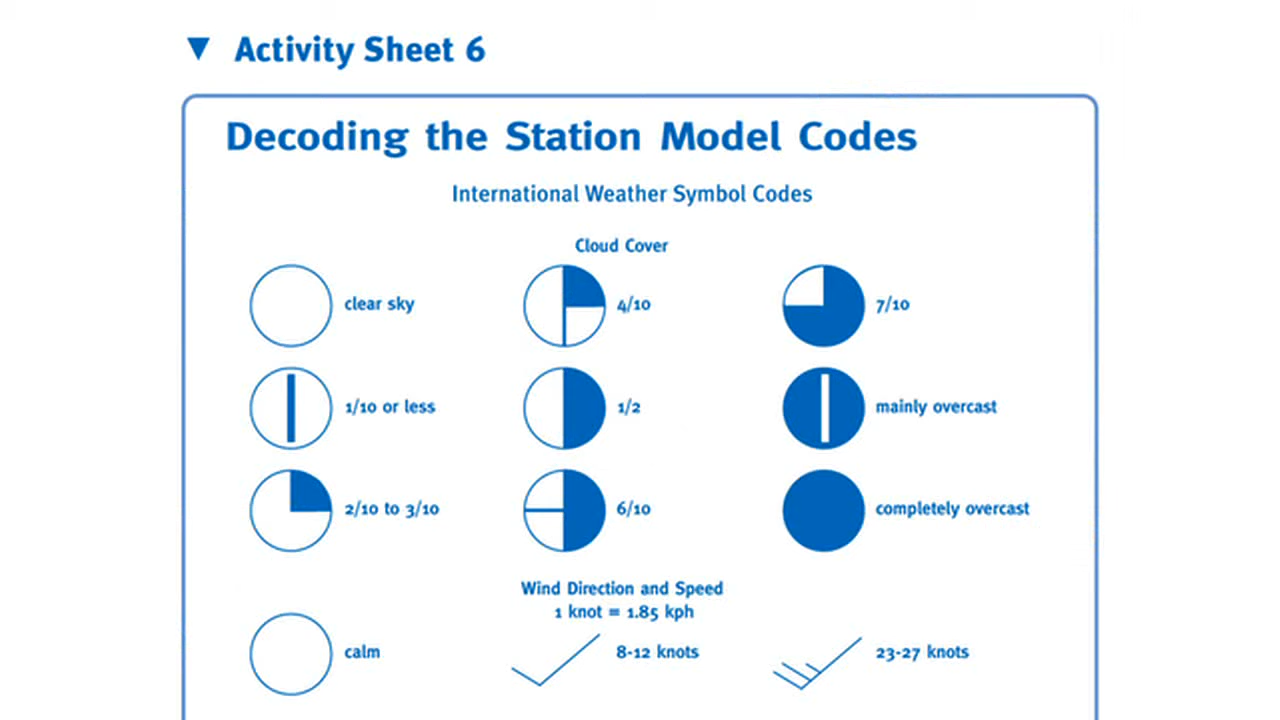 ▼ Activity Sheet 6
Decoding the Station Model Codes
International Weather Symbol Codes
Cloud Cover
clear sky
4/10
7/10
1/10 or less
1/2
mainly overcast
2/10 to 3/10
6/10
completely overcast
Wind Direction and Speed
1 knot = 1.85 kph
calm
8-12 knots
23-27 knots